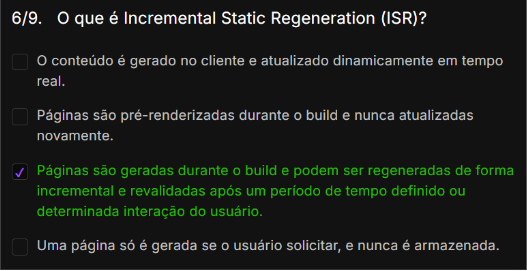 6/9. O que é Incremental Static Regeneration (ISR)?
O conteúdo é gerado no cliente e atualizado dinamicamente em tempo
real.
Páginas são pré-renderizadas durante o build e nunca atualizadas
novamente.
Páginas são geradas durante o build e podem ser regeneradas de forma
incremental e revalidadas após um período de tempo definido ou
determinada interação do usuário.
Uma página só é gerada se o usuário solicitar, e nunca é armazenada.